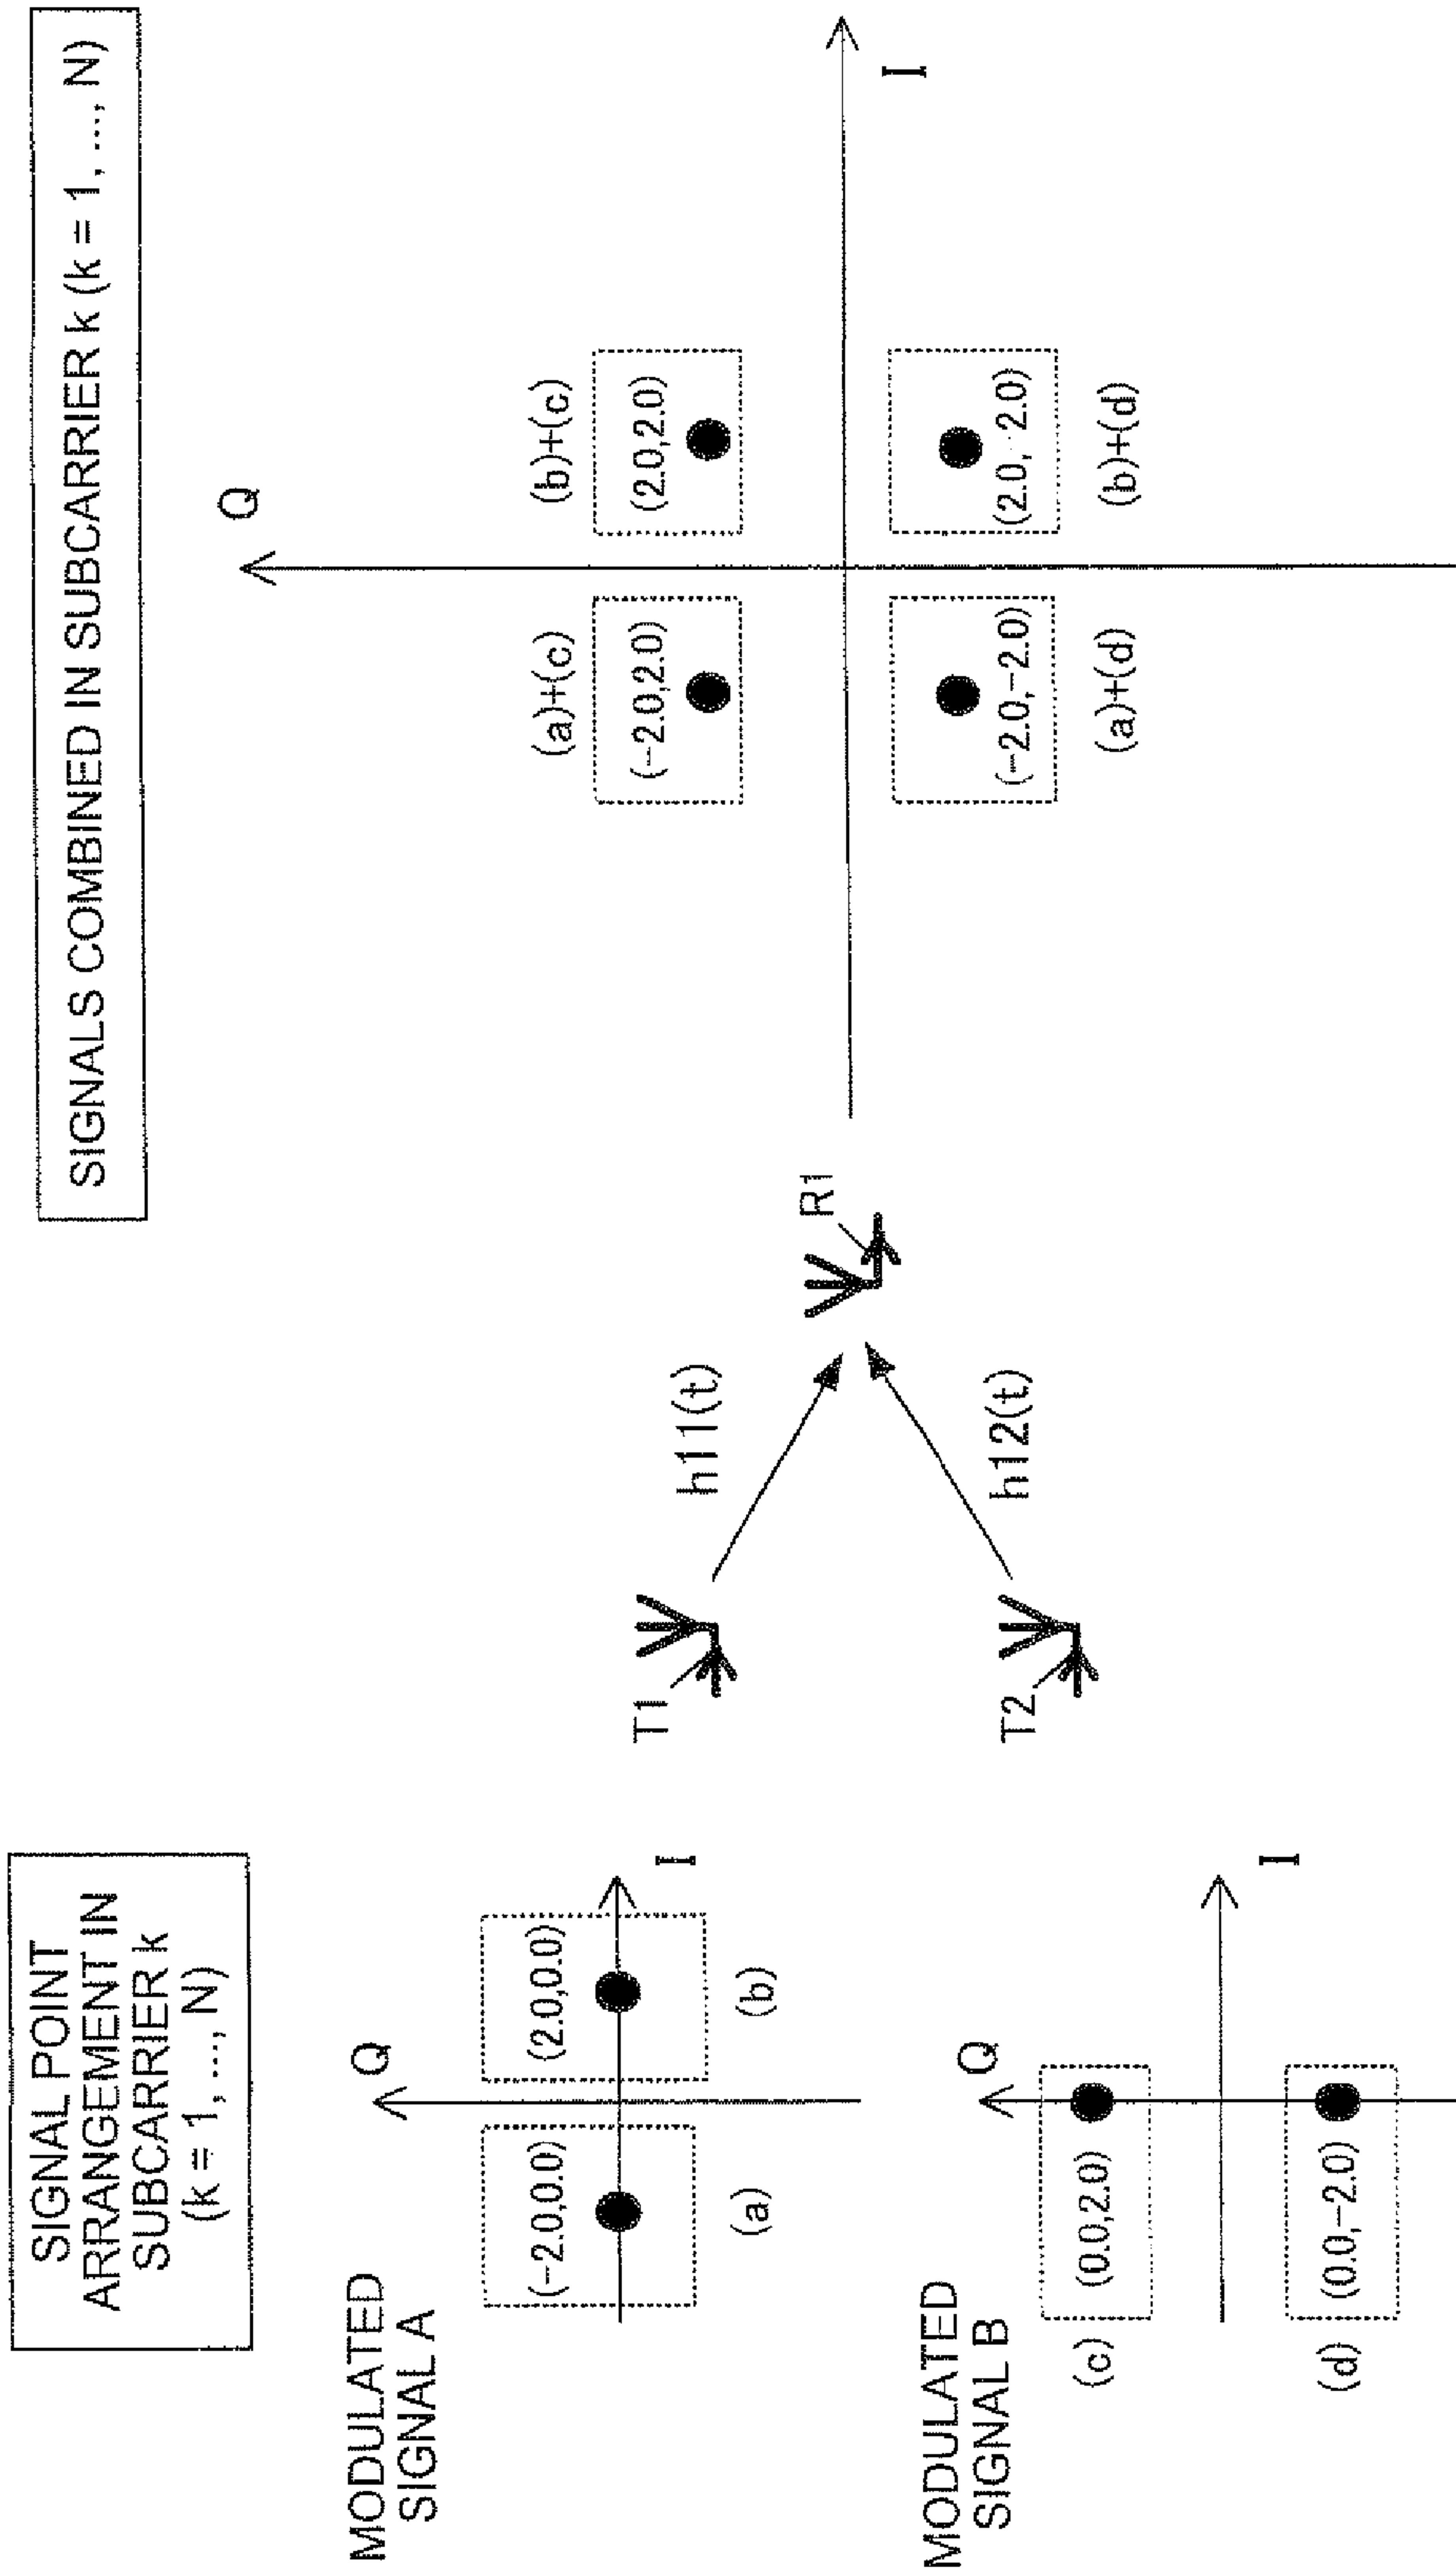 SIGNAL POINT
ARRANGEMENT IN
SUBCARRIER k
(k = 1, ..., N)
SIGNALS COMBINED IN SUBCARRIER k (k = 1, ..., N)
MODULATED
SIGNAL A
Q
(-2.0,0.0)
(2.0,0.0)
I
(a)
(b)
MODULATED
SIGNAL B
Q
(c)
(0.0,2.0)
I
(d)
(0.0,-2.0)
T1
h11(t)
R1
T2
h12(t)
Q
(a)+(c)
(b)+(c)
(-2.0,2.0)
(2.0,2.0)
I
(-2.0,-2.0)
(2.0,-2.0)
(a)+(d)
(b)+(d)